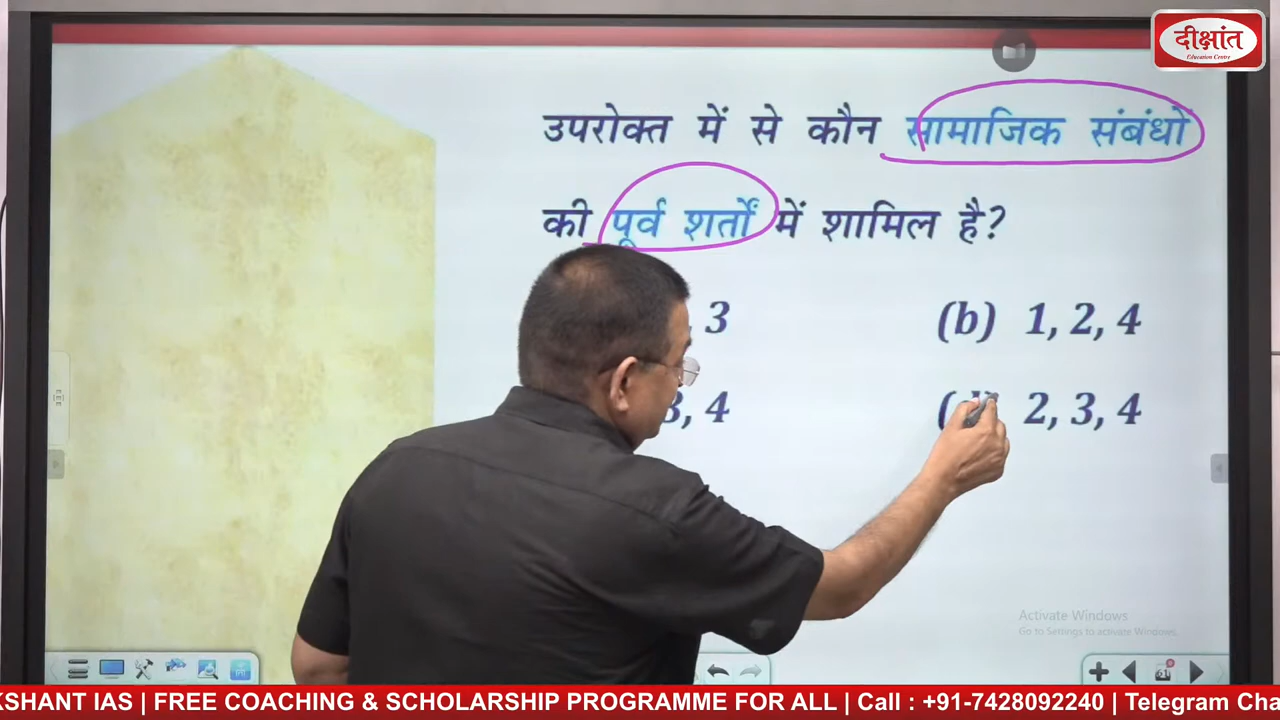 दीक्षांत
Education Centre
उपरोक्त में से कौन सामाजिक संबंधों
की पूर्व शर्तों में शामिल है?
, 3
(b) 1, 2, 4
3, 4
2, 3, 4
Activate Windows
Go to Settings to activate Windows.
KSHANT IAS | FREE COACHING & SCHOLARSHIP PROGRAMME FOR ALL | Call : +91-7428092240 | Telegram Cha